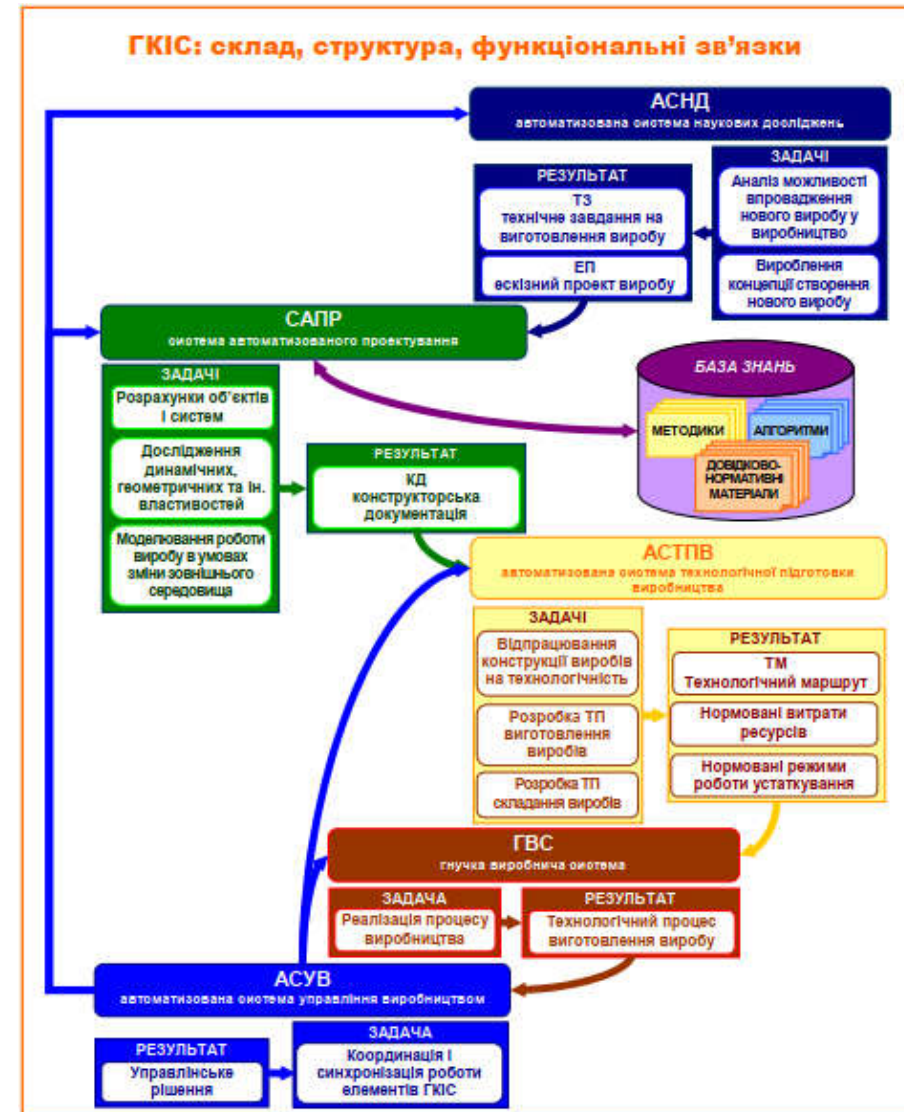 ГКІС: склад, структура, функціональні зв'язки
АСНД
автоматизована система наукових досліджень
ЗАДАЧІ
Аналіз можливості
впровадження
нового виробу у
виробництво
Вироблення
концепції створення
нового виробу
РЕЗУЛЬТАТ
ТЗ
технічне завдання на
виготовлення виробу
ЕП
ескізний проект виробу
САПР
система автоматизованого проектування
ЗАДАЧІ
Розрахунки об'єктів
і систем
Дослідження
динамічних,
геометричних та ін.
властивостей
Моделювання роботи
виробу в умовах
зміни зовнішнього
середовища
РЕЗУЛЬТАТ
КД
конструкторська
документація
БАЗА ЗНАНЬ
МЕТОДИКИ
АЛГОРИТМИ
ДОВІДКОВО-
НОРМАТИВНІ
МАТЕРІАЛИ
АСТПВ
автоматизована система технологічної підготовки
виробництва
ЗАДАЧІ
Відпрацювання
конструкції виробів
на технологічність
Розробка ТП
виготовлення
виробів
Розробка ТП
складання виробів
РЕЗУЛЬТАТ
ТМ
Технологічний маршрут
Нормовані витрати
ресурсів
Нормовані режими
роботи устаткування
ГВС
гнучка виробнича система
ЗАДАЧА
Реалізація процесу
виробництва
РЕЗУЛЬТАТ
Технологічний процес
виготовлення виробу
АСУВ
автоматизована система управління виробництвом
РЕЗУЛЬТАТ
Управлінське
рішення
ЗАДАЧА
Координація і
синхронізація роботи
елементів ГКІС